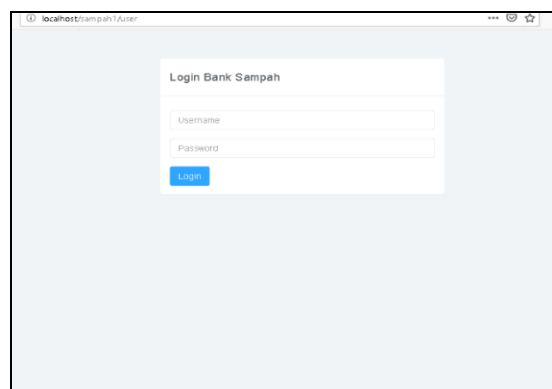 localhost/sampah1/user
Login Bank Sampah
Username
Password
Login